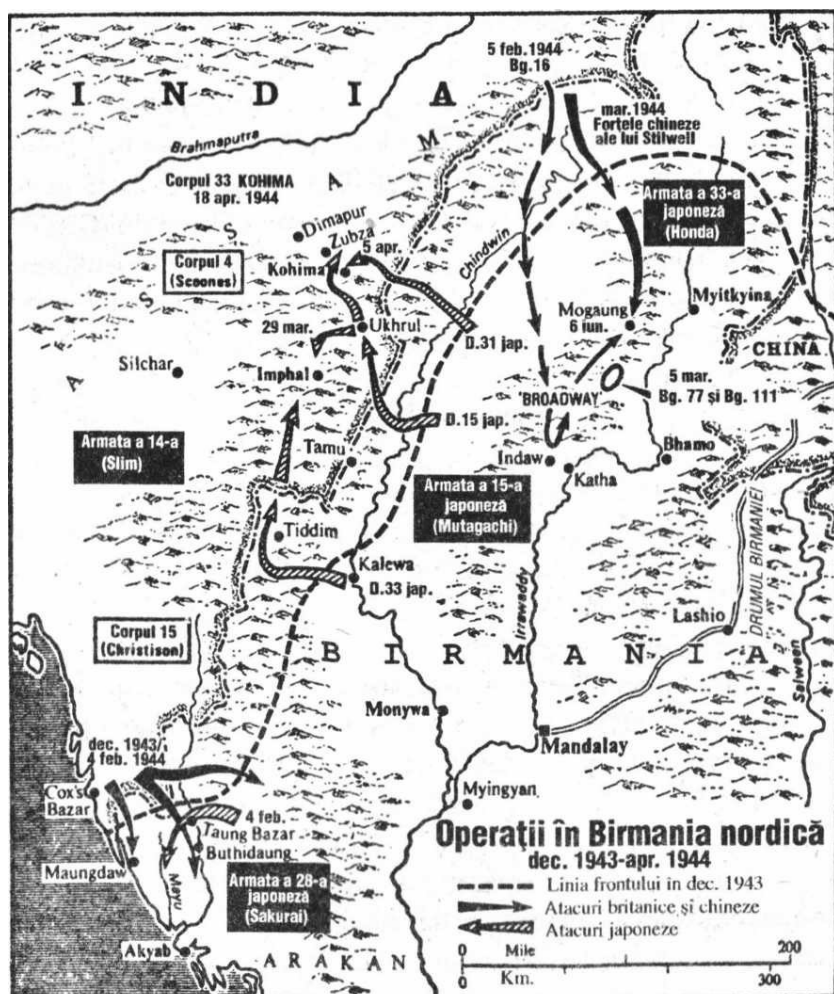 5 feb. 1944
Bg.16
I N D I A
mar. 1944
Forţele chineze
ale lui Stilwell
Brahmaputra
A S S A M
Corpul 33 KOHIMA
18 apr. 1944
Armata a 33-a
japoneză
(Honda)
Dimapur
Zubza
5 apr.
Corpul 4
(Scoones)
Kohima
Chindwin
Myitkyina
Mogaung
6 iun.
29 mar.
Ukhrul
D.31 jap.
CHINA
Silchar
Imphal
5 mar.
Bg. 77 şi Bg. 111
"BROADWAY"
D.15 jap.
Armata a 14-a
(Slim)
Tamu
Indaw
Bhamo
Katha
Armata a 15-a
japoneză
(Mutagachi)
Tiddim
Kalewa
D.33 jap.
Irrawaddy
DRUMUL BIRMANIEI
Lashio
Salween
Corpul 15
(Christison)
B I R M A N I A
Monywa
Mandalay
dec. 1943/
4 feb. 1944
Cox's
Bazar
Myingyan
4 feb.
Taung Bazar
Buthidaung
Maungdaw
Mayu
Armata a 28-a
japoneză
(Sakurai)
Akyab
ARAKAN
Operaţii în Birmania nordică
dec. 1943-apr. 1944
Linia frontului in dec. 1943
Atacuri britanice şi chineze
Atacuri japoneze
0 Mile 200
0 Km. 300